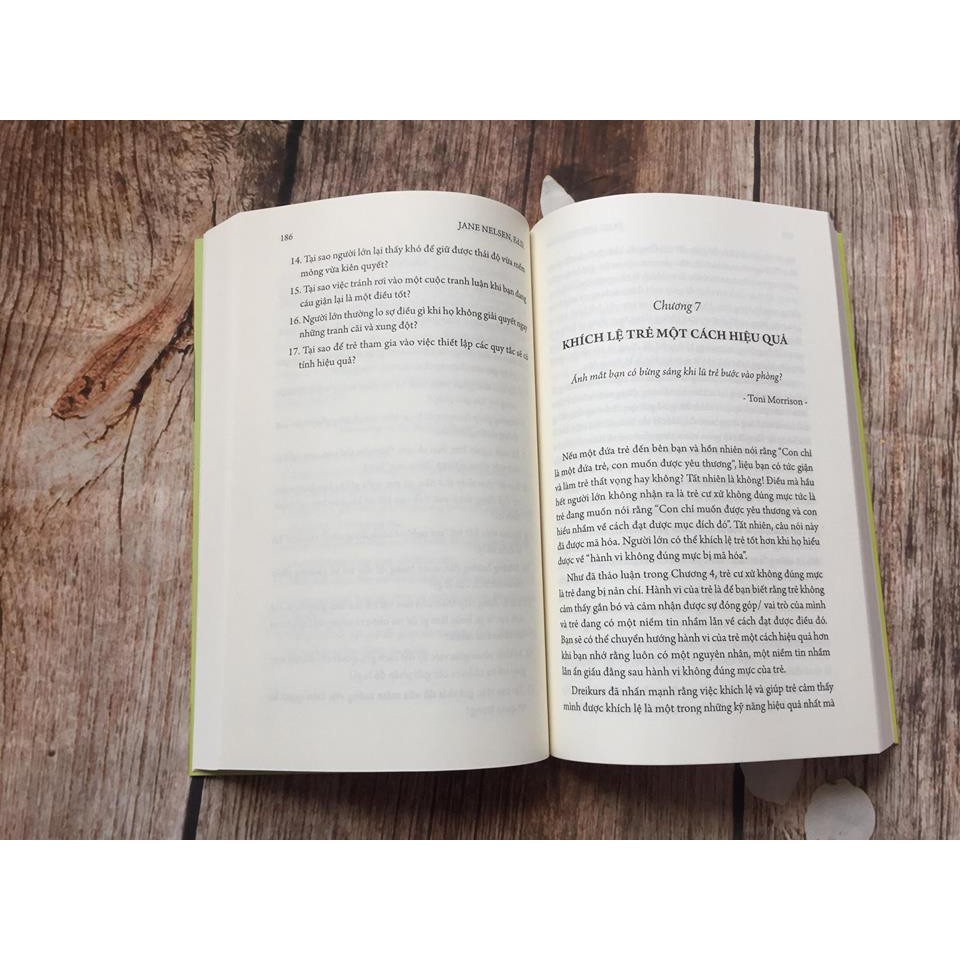 186
JANE NELSEN, Ed.D
14. Tại sao người lớn lại thấy khó để giữ được thái độ vừa mềm
mỏng vừa kiên quyết?
15. Tại sao việc tránh rơi vào một cuộc tranh luận khi bạn đang
cáu giận lại là một điều tốt?
16. Người lớn thường lo sợ điều gì khi họ không giải quyết ngay
những tranh cãi và xung đột?
17. Tại sao để trẻ tham gia vào việc thiết lập các quy tắc sẽ có
tính hiệu quả?
Chương 7
KHÍCH LỆ TRẺ MỘT CÁCH HIỆU QUẢ
Ánh mắt bạn có bừng sáng khi lũ trẻ bước vào phòng?
- Toni Morrison -
Nếu một đứa trẻ đến bên bạn và hồn nhiên nói rằng "Con chỉ
là một đứa trẻ, con muốn được yêu thương", liệu bạn có tức giận
và làm trẻ thất vọng hay không? Tất nhiên là không! Điều mà hầu
hết người lớn không nhận ra là trẻ cư xử không đúng mực tức là
trẻ đang muốn nói rằng "Con chỉ muốn được yêu thương và con
hiểu nhầm về cách đạt được mục đích đó". Tất nhiên, câu nói này
đã được mã hóa. Người lớn có thể khích lệ trẻ tốt hơn khi họ hiểu
được về "hành vi không đúng mực bị mã hóa".
Như đã thảo luận trong Chương 4, trẻ cư xử không đúng mực
là trẻ đang bị nản chí. Hành vi của trẻ là để bạn biết rằng trẻ không
cảm thấy gắn bó và cảm nhận được sự đóng góp/ vai trò của mình
và trẻ đang có một niềm tin nhầm lẫn về cách đạt được điều đó.
Bạn sẽ có thể chuyển hướng hành vi của trẻ một cách hiệu quả hơn
khi bạn nhớ rằng luôn có một nguyên nhân, một niềm tin nhầm
lẫn ẩn giấu đằng sau hành vi không đúng mực của trẻ.
Dreikurs đã nhấn mạnh rằng việc khích lệ và giúp trẻ cảm thấy
mình được khích lệ là một trong những kỹ năng hiệu quả nhất mà